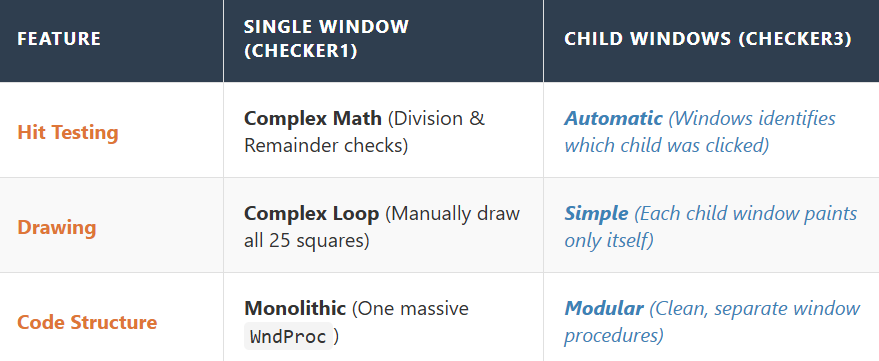 FEATURE
SINGLE WINDOW
(CHECKER1)
CHILD WINDOWS (CHECKER3)
Hit Testing
Complex Math (Division &
Remainder checks)
Automatic (Windows identifies
which child was clicked)
Drawing
Complex Loop (Manually draw
all 25 squares)
Simple (Each child window paints
only itself)
Code Structure
Monolithic (One massive
WndProc)
Modular (Clean, separate window
procedures)